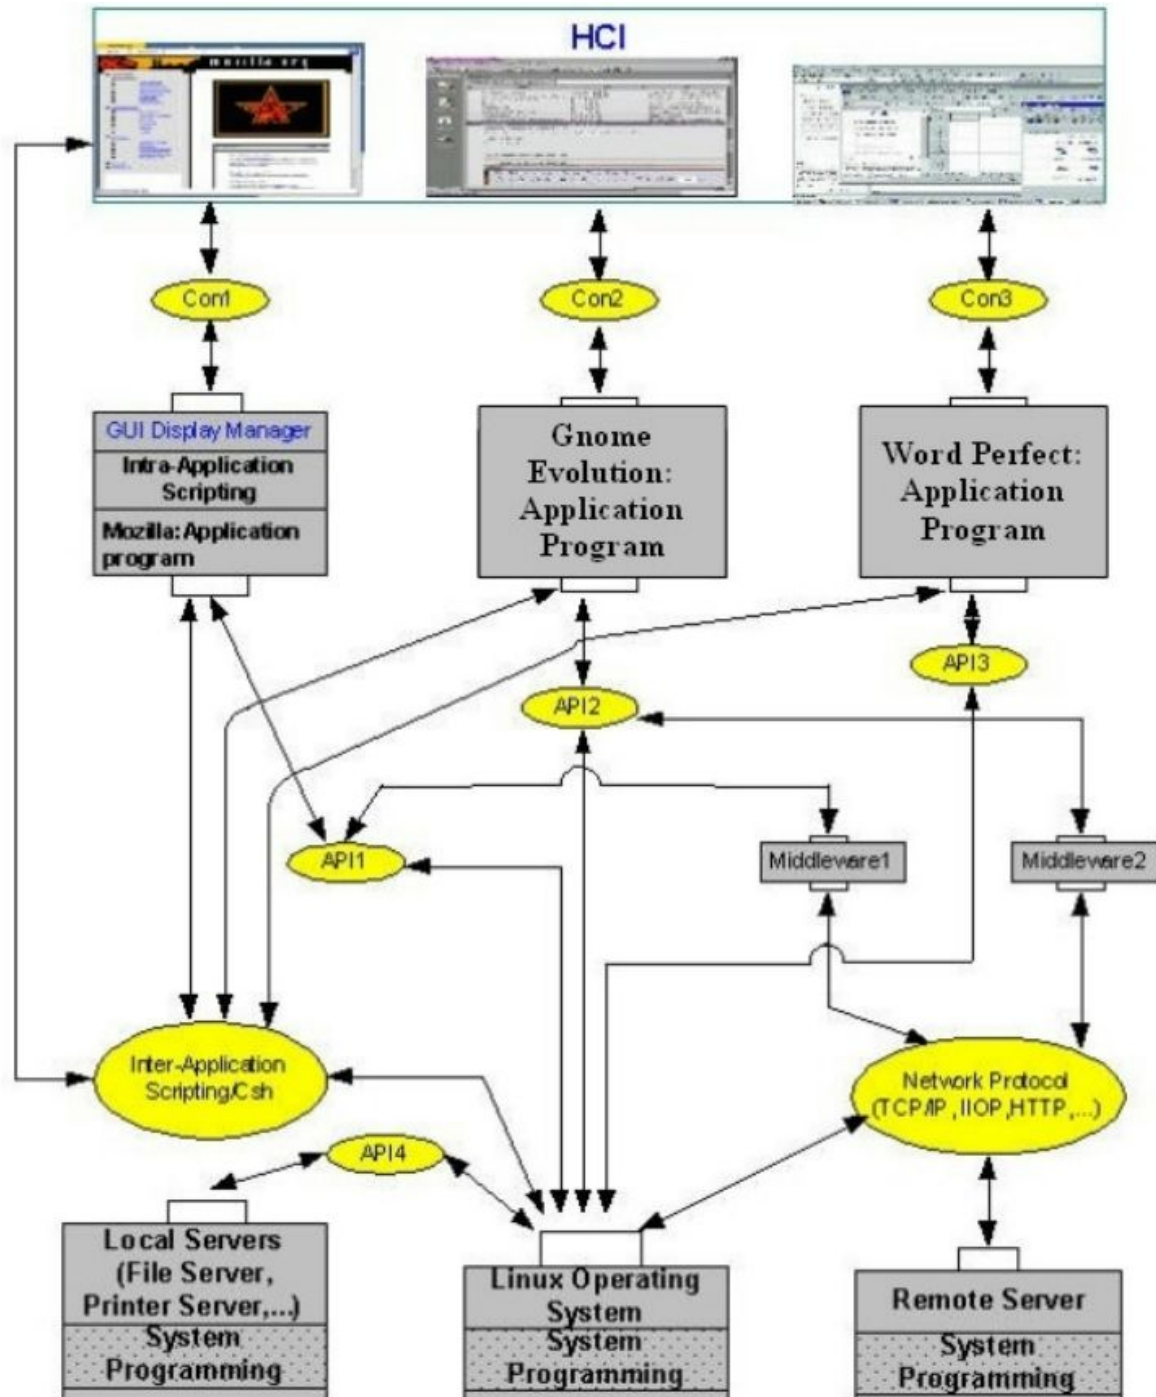 HCI
mozilla.org
Con1
Con2
Con3
GUI Display Manager
Intra-Application
Scripting
Mozilla: Application
program
Gnome
Evolution:
Application
Program
Word Perfect:
Application
Program
API3
API2
API1
Middleware1
Middleware2
Inter-Application
Scripting/Csh
Network Protocol
(TCP/IP, IIOP,HTTP,...)
API4
Local Servers
(File Server,
Printer Server,...)
System
Programming
Linux Operating
System
System
Programming
Remote Server
System
Programming